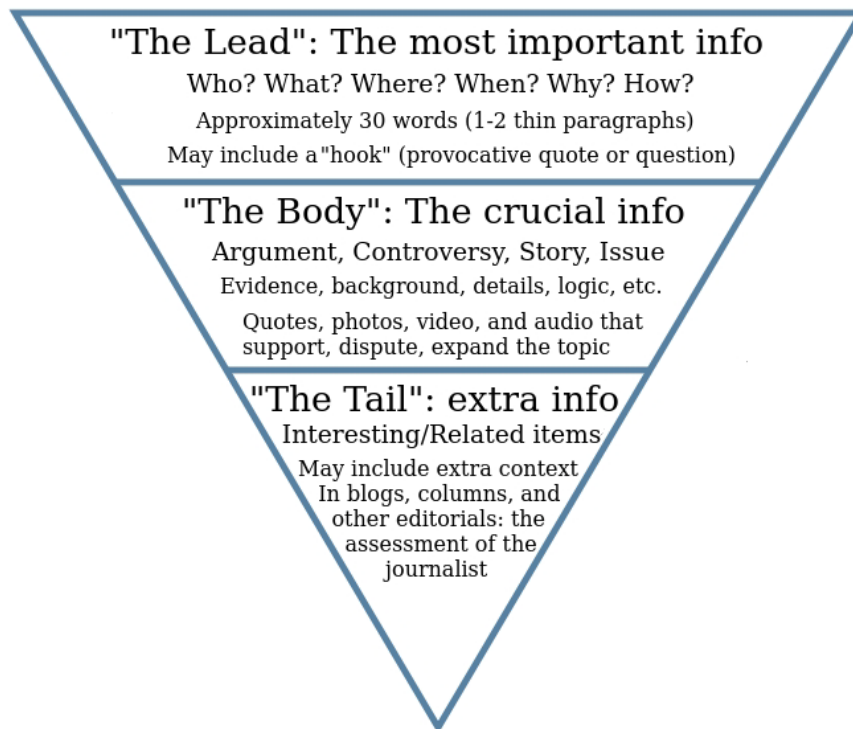 "The Lead": The most important info
Who? What? Where? When? Why? How?
Approximately 30 words (1-2 thin paragraphs)
May include a"hook" (provocative quote or question)
"The Body": The crucial info
Argument, Controversy, Story, Issue
Evidence, background, details, logic, etc.
Quotes, photos, video, and audio that
support, dispute, expand the topic
"The Tail": extra info
Interesting/Related items
May include extra context
In blogs, columns, and
other editorials: the
assessment of the
journalist